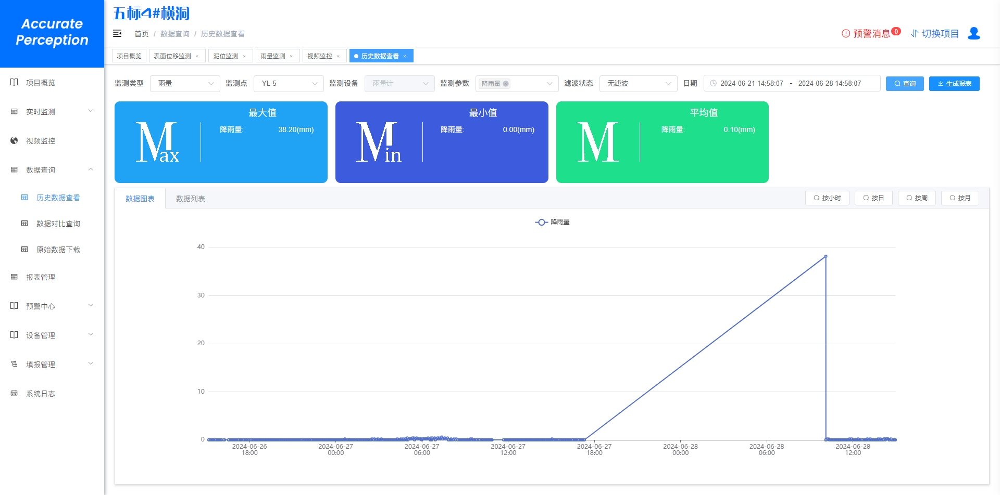 Accurate
Perception
五标4#横洞
首页 / 数据查询 / 历史数据查看
预警消息 0 切换项目
项目概览 表面位移监测 × 泥位监测 × 雨量监测 × 视频监控 × 历史数据查看 ×
项目概览
实时监测
视频监控
数据查询
历史数据查看
数据对比查询
原始数据下载
报表管理
预警中心
设备管理
填报管理
系统日志
监测类型 雨量 监测点 YL-5 监测设备 雨量计 监测参数 降雨量 滤波状态 无滤波 日期 2024-06-21 14:58:07 - 2024-06-28 14:58:07 查询 生成报表
Max
最大值
降雨量: 38.20(mm)
Min
最小值
降雨量: 0.00(mm)
M
平均值
降雨量: 0.10(mm)
数据图表 数据列表 按小时 按日 按周 按月
降雨量
40
30
20
10
0
2024-06-26 18:00
2024-06-27 00:00
2024-06-27 06:00
2024-06-27 12:00
2024-06-27 18:00
2024-06-28 00:00
2024-06-28 06:00
2024-06-28 12:00